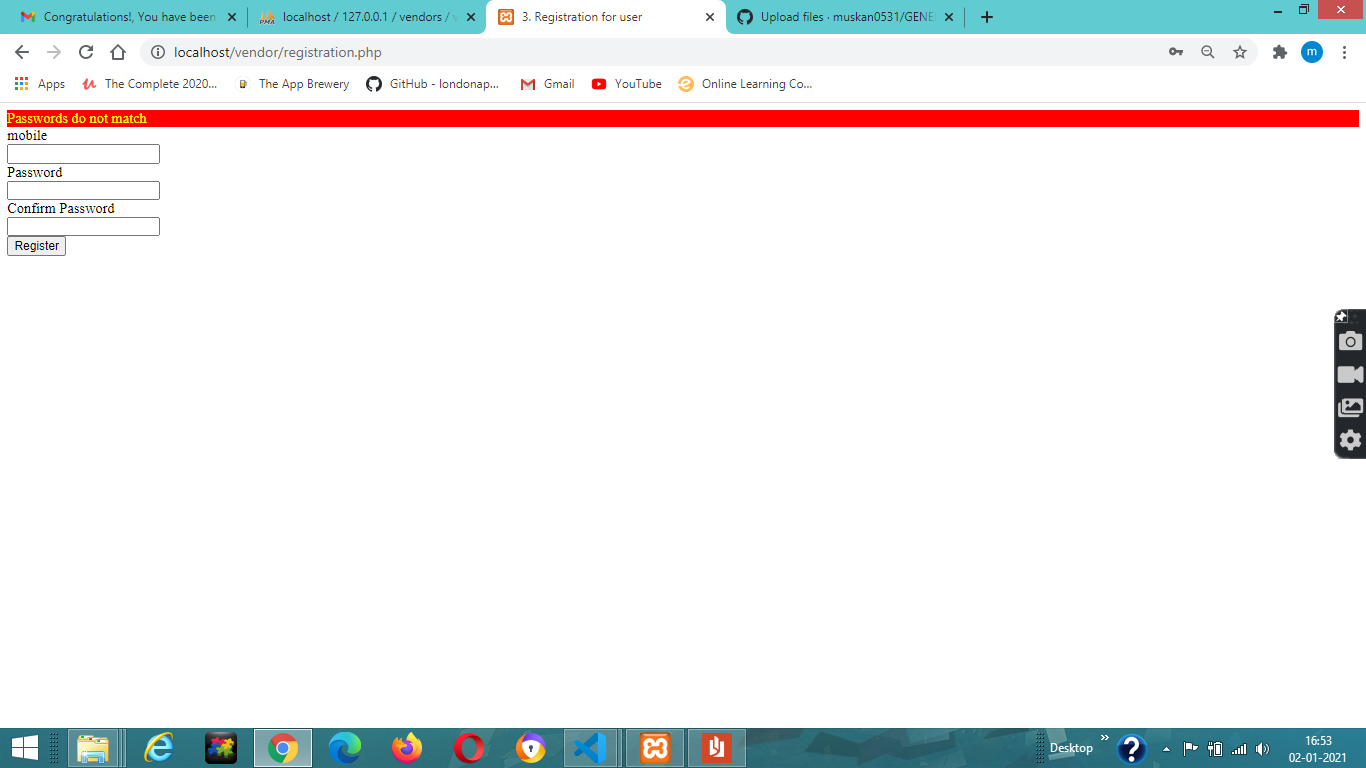 Congratulations!, You have been
localhost / 127.0.0.1 / vendors / v
3. Registration for user
Upload files · muskan0531/GENE
localhost/vendor/registration.php
m
Apps
The Complete 2020...
The App Brewery
GitHub - londonap...
Gmail
YouTube
Online Learning Co...
Passwords do not match
mobile
Password
Confirm Password
Register
Desktop
16:53
02-01-2021